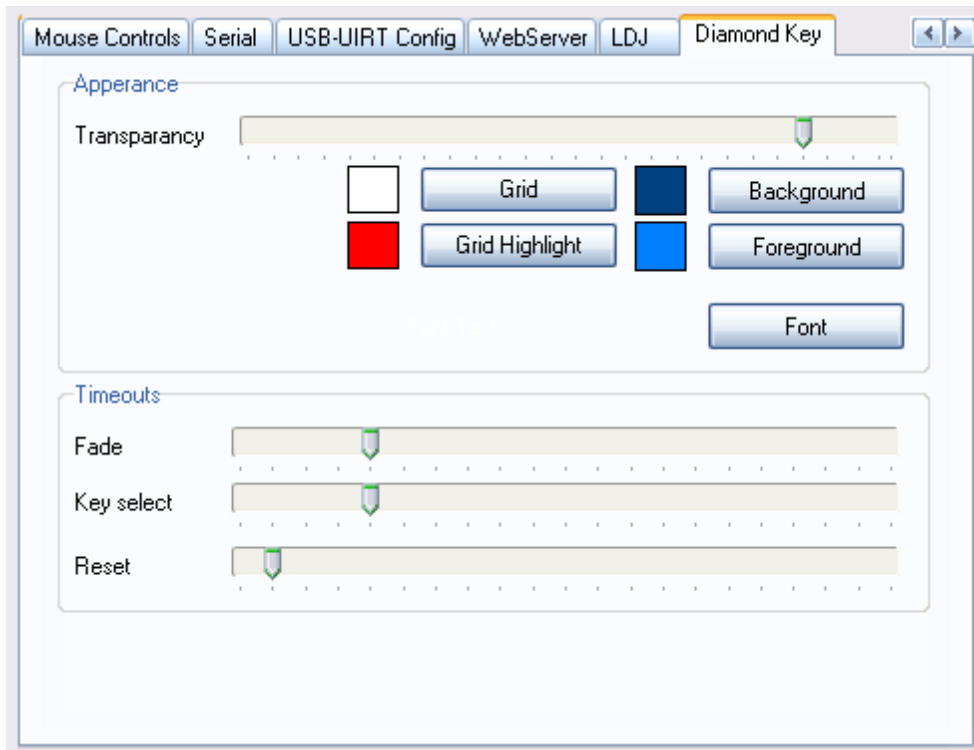 Mouse Controls Serial USB-UIRT Config WebServer LDJ Diamond Key
Apperance
Transparancy
Grid Background
Grid Highlight Foreground
Font
Timeouts
Fade
Key select
Reset